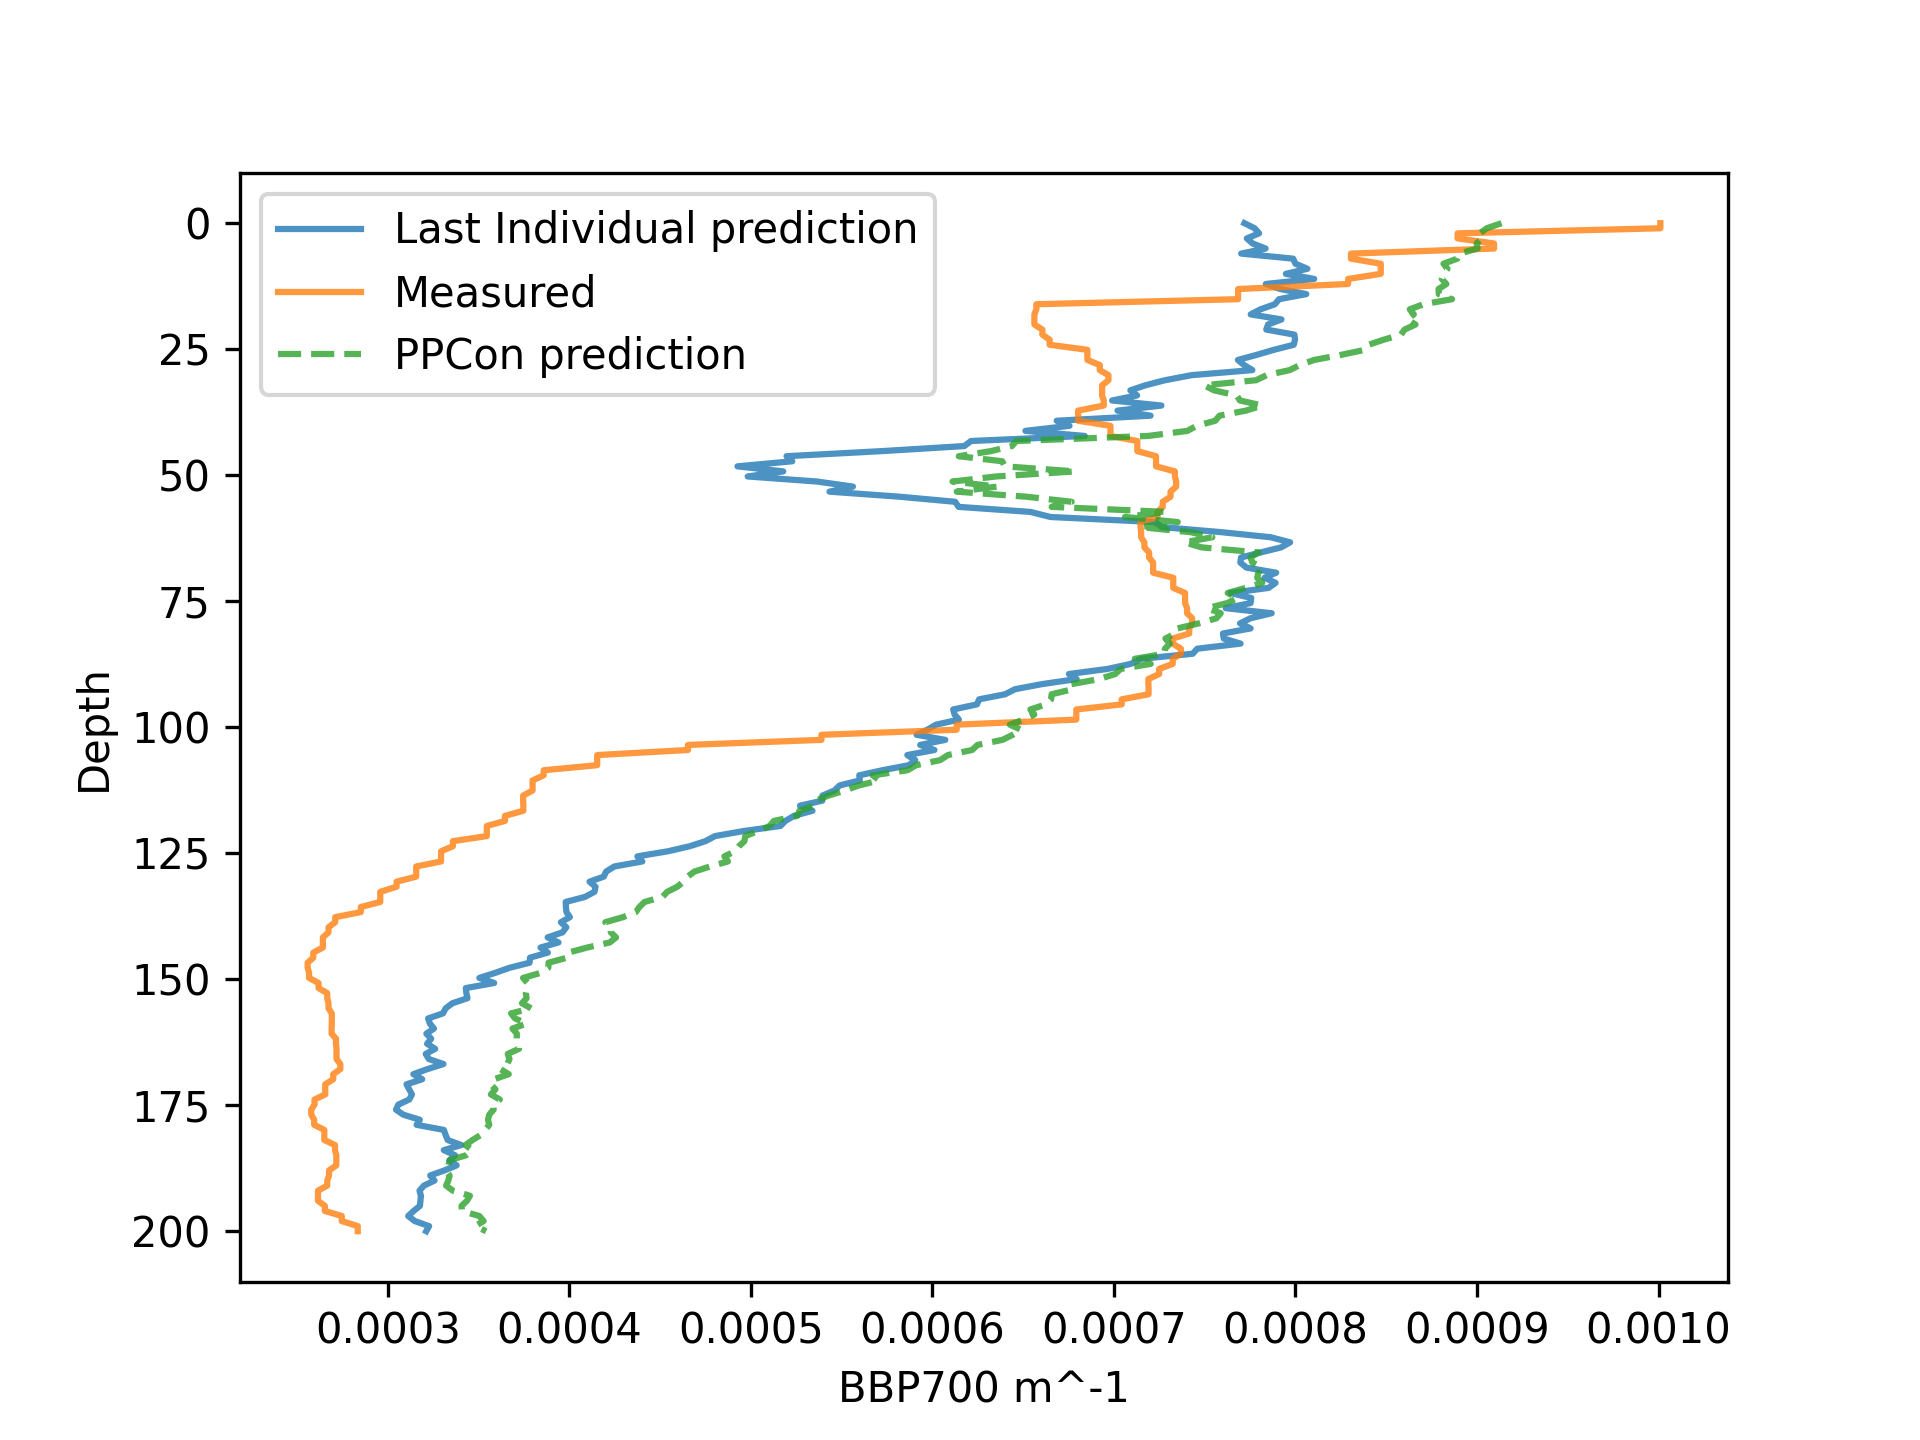 Last Individual prediction
Measured
PPCon prediction
0
25
50
75
100
125
150
175
200
Depth
0.0003 0.0004 0.0005 0.0006 0.0007 0.0008 0.0009 0.0010
BBP700 m^-1